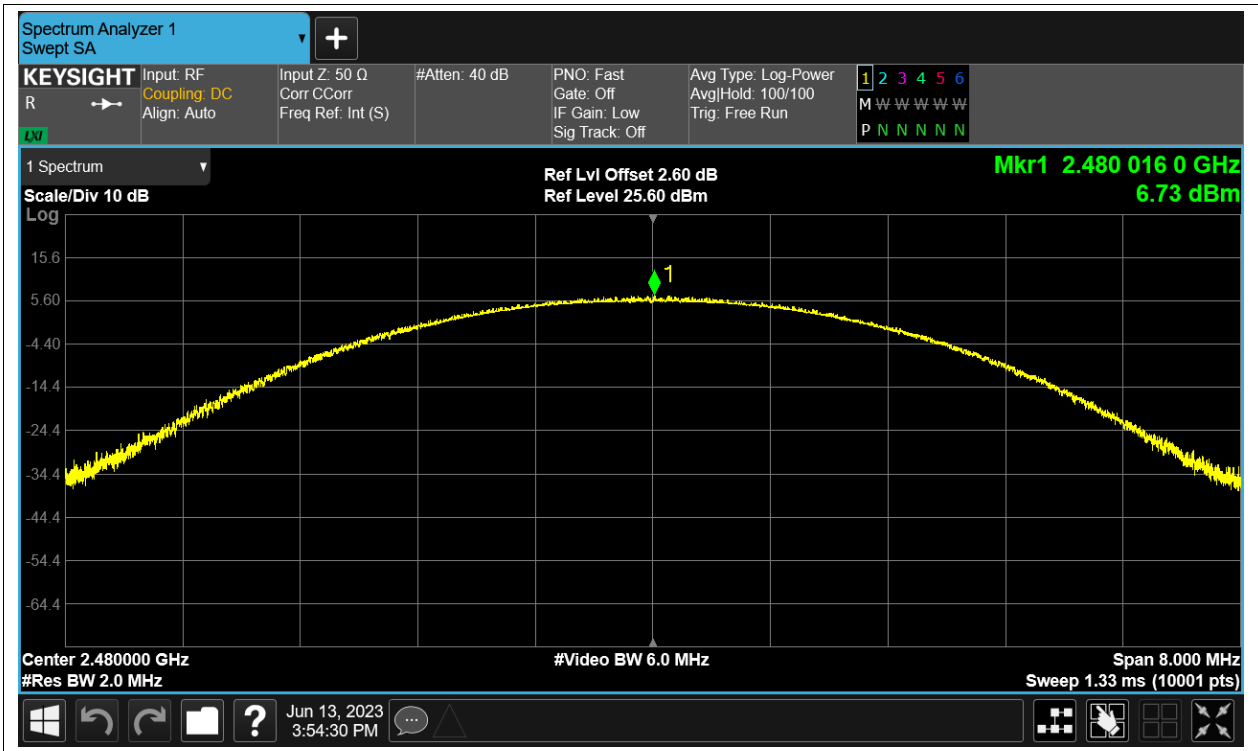 Spectrum Analyzer 1
Swept SA
KEYSIGHT
R
LXI
Input: RF
Coupling: DC
Align: Auto
Input Z: 50 Ω
Corr CCorr
Freq Ref: Int (S)
#Atten: 40 dB
PNO: Fast
Gate: Off
IF Gain: Low
Sig Track: Off
Avg Type: Log-Power
Avg|Hold: 100/100
Trig: Free Run
1 2 3 4 5 6
M W W W W W
P N N N N N
1 Spectrum
Scale/Div 10 dB
Log
Ref Lvl Offset 2.60 dB
Ref Level 25.60 dBm
Mkr1 2.480 016 0 GHz
6.73 dBm
15.6
5.60
-4.40
-14.4
-24.4
-34.4
-44.4
-54.4
-64.4
1
Center 2.480000 GHz
#Res BW 2.0 MHz
#Video BW 6.0 MHz
Span 8.000 MHz
Sweep 1.33 ms (10001 pts)
?
Jun 13, 2023
3:54:30 PM